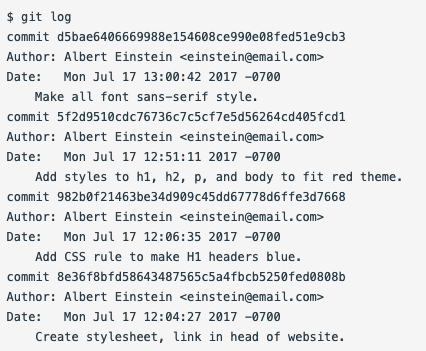 $ git log
commit d5bae6406669988e154608ce990e08fed51e9cb3
Author: Albert Einstein <einstein@email.com>
Date:   Mon Jul 17 13:00:42 2017 -0700
    Make all font sans-serif style.
commit 5f2d9510cdc76736c7c5cf7e5d56264cd405fcd1
Author: Albert Einstein <einstein@email.com>
Date:   Mon Jul 17 12:51:11 2017 -0700
    Add styles to h1, h2, p, and body to fit red theme.
commit 982b0f21463be34d909c45dd67778d6ffe3d7668
Author: Albert Einstein <einstein@email.com>
Date:   Mon Jul 17 12:06:35 2017 -0700
    Add CSS rule to make H1 headers blue.
commit 8e36f8bfd58643487565c5a4fbcb5250fed0808b
Author: Albert Einstein <einstein@email.com>
Date:   Mon Jul 17 12:04:27 2017 -0700
    Create stylesheet, link in head of website.